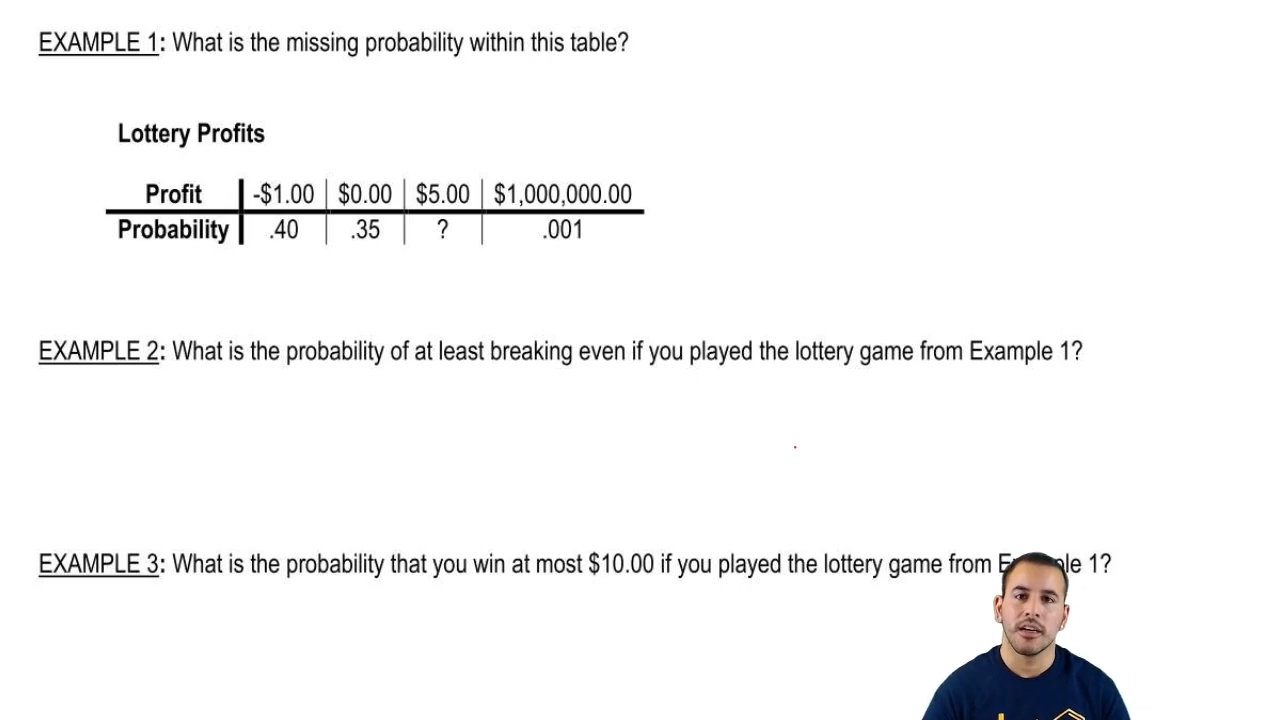 EXAMPLE 1: What is the missing probability within this table?
Lottery Profits
Profit -$1.00 $0.00 $5.00 $1,000,000.00
Probability .40 .35 ? .001
EXAMPLE 2: What is the probability of at least breaking even if you played the lottery game from Example 1?
EXAMPLE 3: What is the probability that you win at most $10.00 if you played the lottery game from 1?